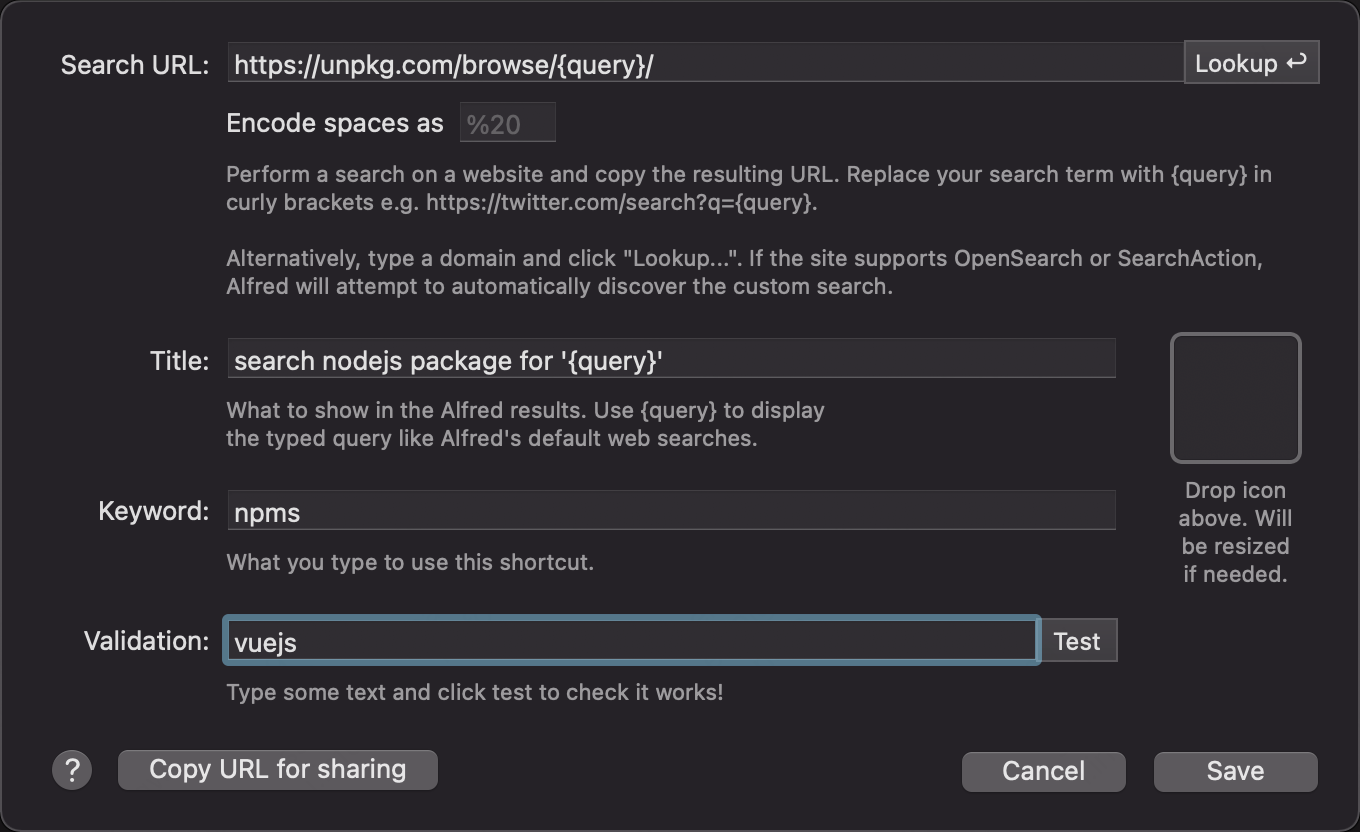 Search URL: https://unpkg.com/browse/{query}/ Lookup ↩
Encode spaces as %20
Perform a search on a website and copy the resulting URL. Replace your search term with {query} in
curly brackets e.g. https://twitter.com/search?q={query}.
Alternatively, type a domain and click "Lookup...". If the site supports OpenSearch or SearchAction,
Alfred will attempt to automatically discover the custom search.
Title: search nodejs package for '{query}'
What to show in the Alfred results. Use {query} to display
the typed query like Alfred's default web searches.
Drop icon
above. Will
be resized
if needed.
Keyword: npms
What you type to use this shortcut.
Validation: vuejs Test
Type some text and click test to check it works!
? Copy URL for sharing Cancel Save